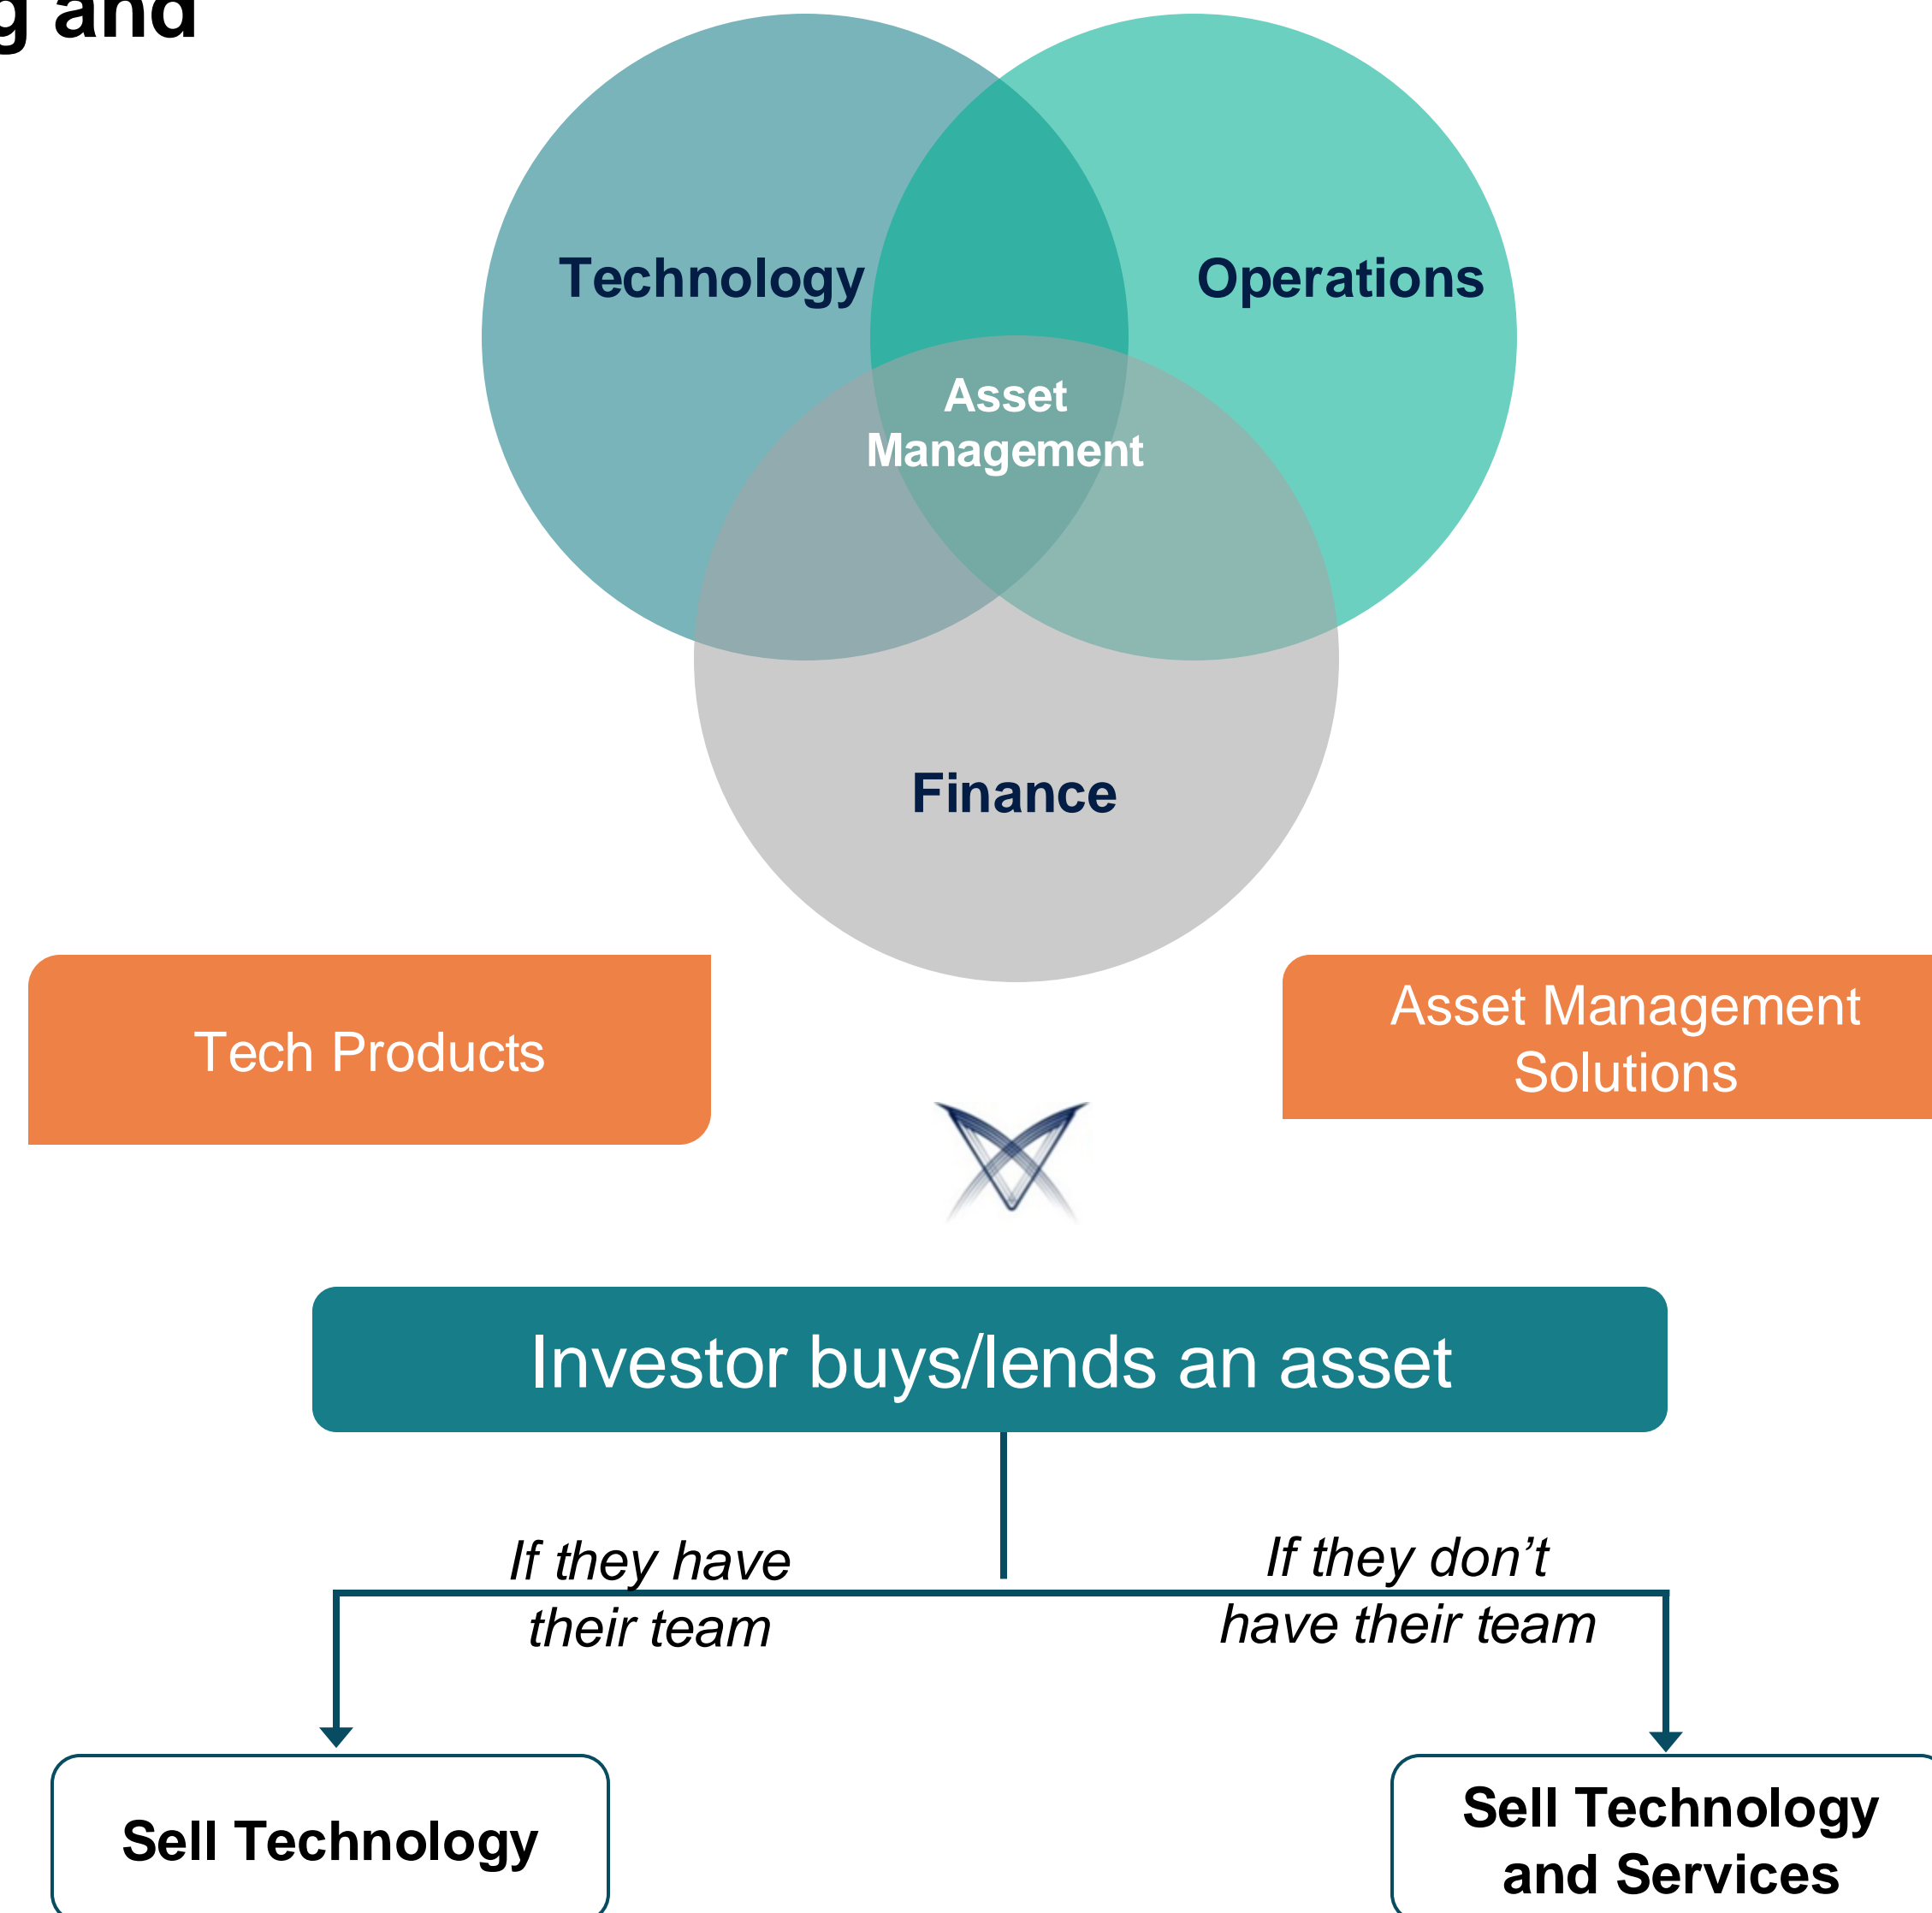 g and
Technology
Operations
Asset
Management
Finance
Tech Products
Asset Management
Solutions
Investor buys/lends an asset
If they have
their team
If they don’t
have their team
Sell Technology
Sell Technology
and Services